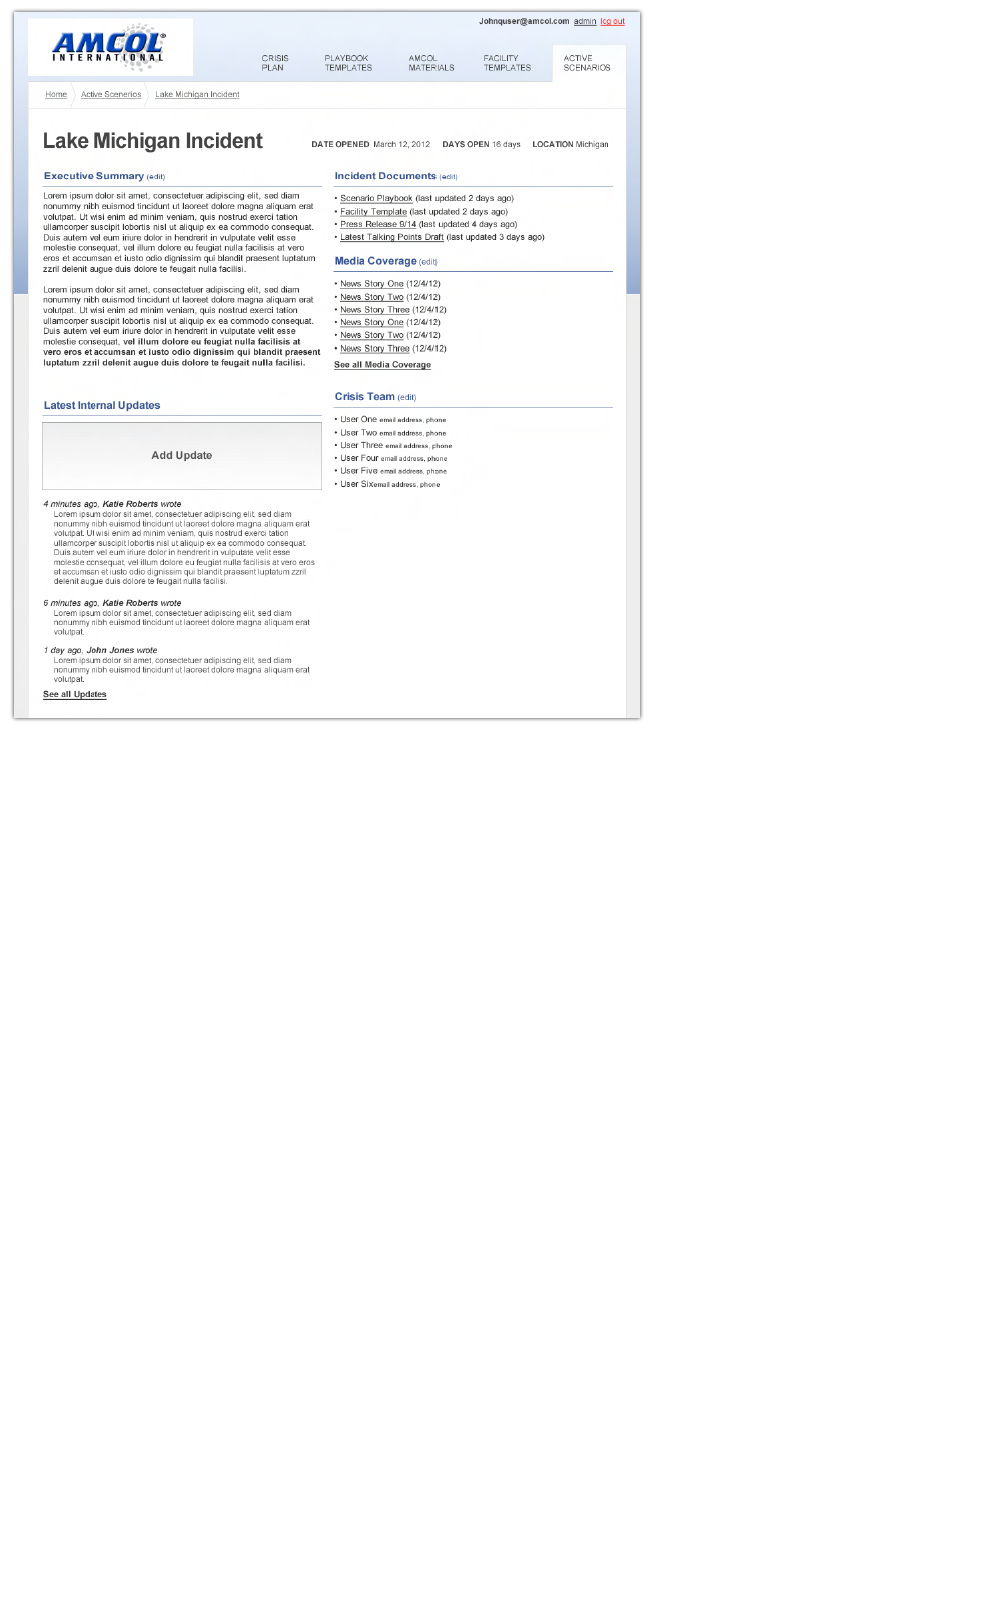 Johnquser@amcol.com admin log out
AMCOL®
INTERNATIONAL
CRISIS PLAN
PLAYBOOK TEMPLATES
AMCOL MATERIALS
FACILITY TEMPLATES
ACTIVE SCENARIOS
Home Active Scenerios Lake Michigan Incident
Lake Michigan Incident
DATE OPENED March 12, 2012 DAYS OPEN 16 days LOCATION Michigan
Executive Summary (edit)
Lorem ipsum dolor sit amet, consectetuer adipiscing elit, sed diam
nonummy nibh euismod tincidunt ut laoreet dolore magna aliquam erat
volutpat. Ut wisi enim ad minim veniam, quis nostrud exerci tation
ullamcorper suscipit lobortis nisl ut aliquip ex ea commodo consequat.
Duis autem vel eum iriure dolor in hendrerit in vulputate velit esse
molestie consequat, vel illum dolore eu feugiat nulla facilisis at vero
eros et accumsan et iusto odio dignissim qui blandit praesent luptatum
zzril delenit augue duis dolore te feugait nulla facilisi.
Lorem ipsum dolor sit amet, consectetuer adipiscing elit, sed diam
nonummy nibh euismod tincidunt ut laoreet dolore magna aliquam erat
volutpat. Ut wisi enim ad minim veniam, quis nostrud exerci tation
ullamcorper suscipit lobortis nisl ut aliquip ex ea commodo consequat.
Duis autem vel eum iriure dolor in hendrerit in vulputate velit esse
molestie consequat, vel illum dolore eu feugiat nulla facilisis at
vero eros et accumsan et iusto odio dignissim qui blandit praesent
luptatum zzril delenit augue duis dolore te feugait nulla facilisi.
Latest Internal Updates
Add Update
4 minutes ago, Katie Roberts wrote
Lorem ipsum dolor sit amet, consectetuer adipiscing elit, sed diam
nonummy nibh euismod tincidunt ut laoreet dolore magna aliquam erat
volutpat. Ut wisi enim ad minim veniam, quis nostrud exerci tation
ullamcorper suscipit lobortis nisl ut aliquip ex ea commodo consequat.
Duis autem vel eum iriure dolor in hendrerit in vulputate velit esse
molestie consequat, vel illum dolore eu feugiat nulla facilisis at vero eros
et accumsan et iusto odio dignissim qui blandit praesent luptatum zzril
delenit augue duis dolore te feugait nulla facilisi.
6 minutes ago, Katie Roberts wrote
Lorem ipsum dolor sit amet, consectetuer adipiscing elit, sed diam
nonummy nibh euismod tincidunt ut laoreet dolore magna aliquam erat
volutpat.
1 day ago, John Jones wrote
Lorem ipsum dolor sit amet, consectetuer adipiscing elit, sed diam
nonummy nibh euismod tincidunt ut laoreet dolore magna aliquam erat
volutpat.
See all Updates
Incident Documents (edit)
• Scenario Playbook (last updated 2 days ago)
• Facility Template (last updated 2 days ago)
• Press Release 9/14 (last updated 4 days ago)
• Latest Talking Points Draft (last updated 3 days ago)
Media Coverage (edit)
• News Story One (12/4/12)
• News Story Two (12/4/12)
• News Story Three (12/4/12)
• News Story One (12/4/12)
• News Story Two (12/4/12)
• News Story Three (12/4/12)
See all Media Coverage
Crisis Team (edit)
• User One email address, phone
• User Two email address, phone
• User Three email address, phone
• User Four email address, phone
• User Five email address, phone
• User Sixemail address, phone